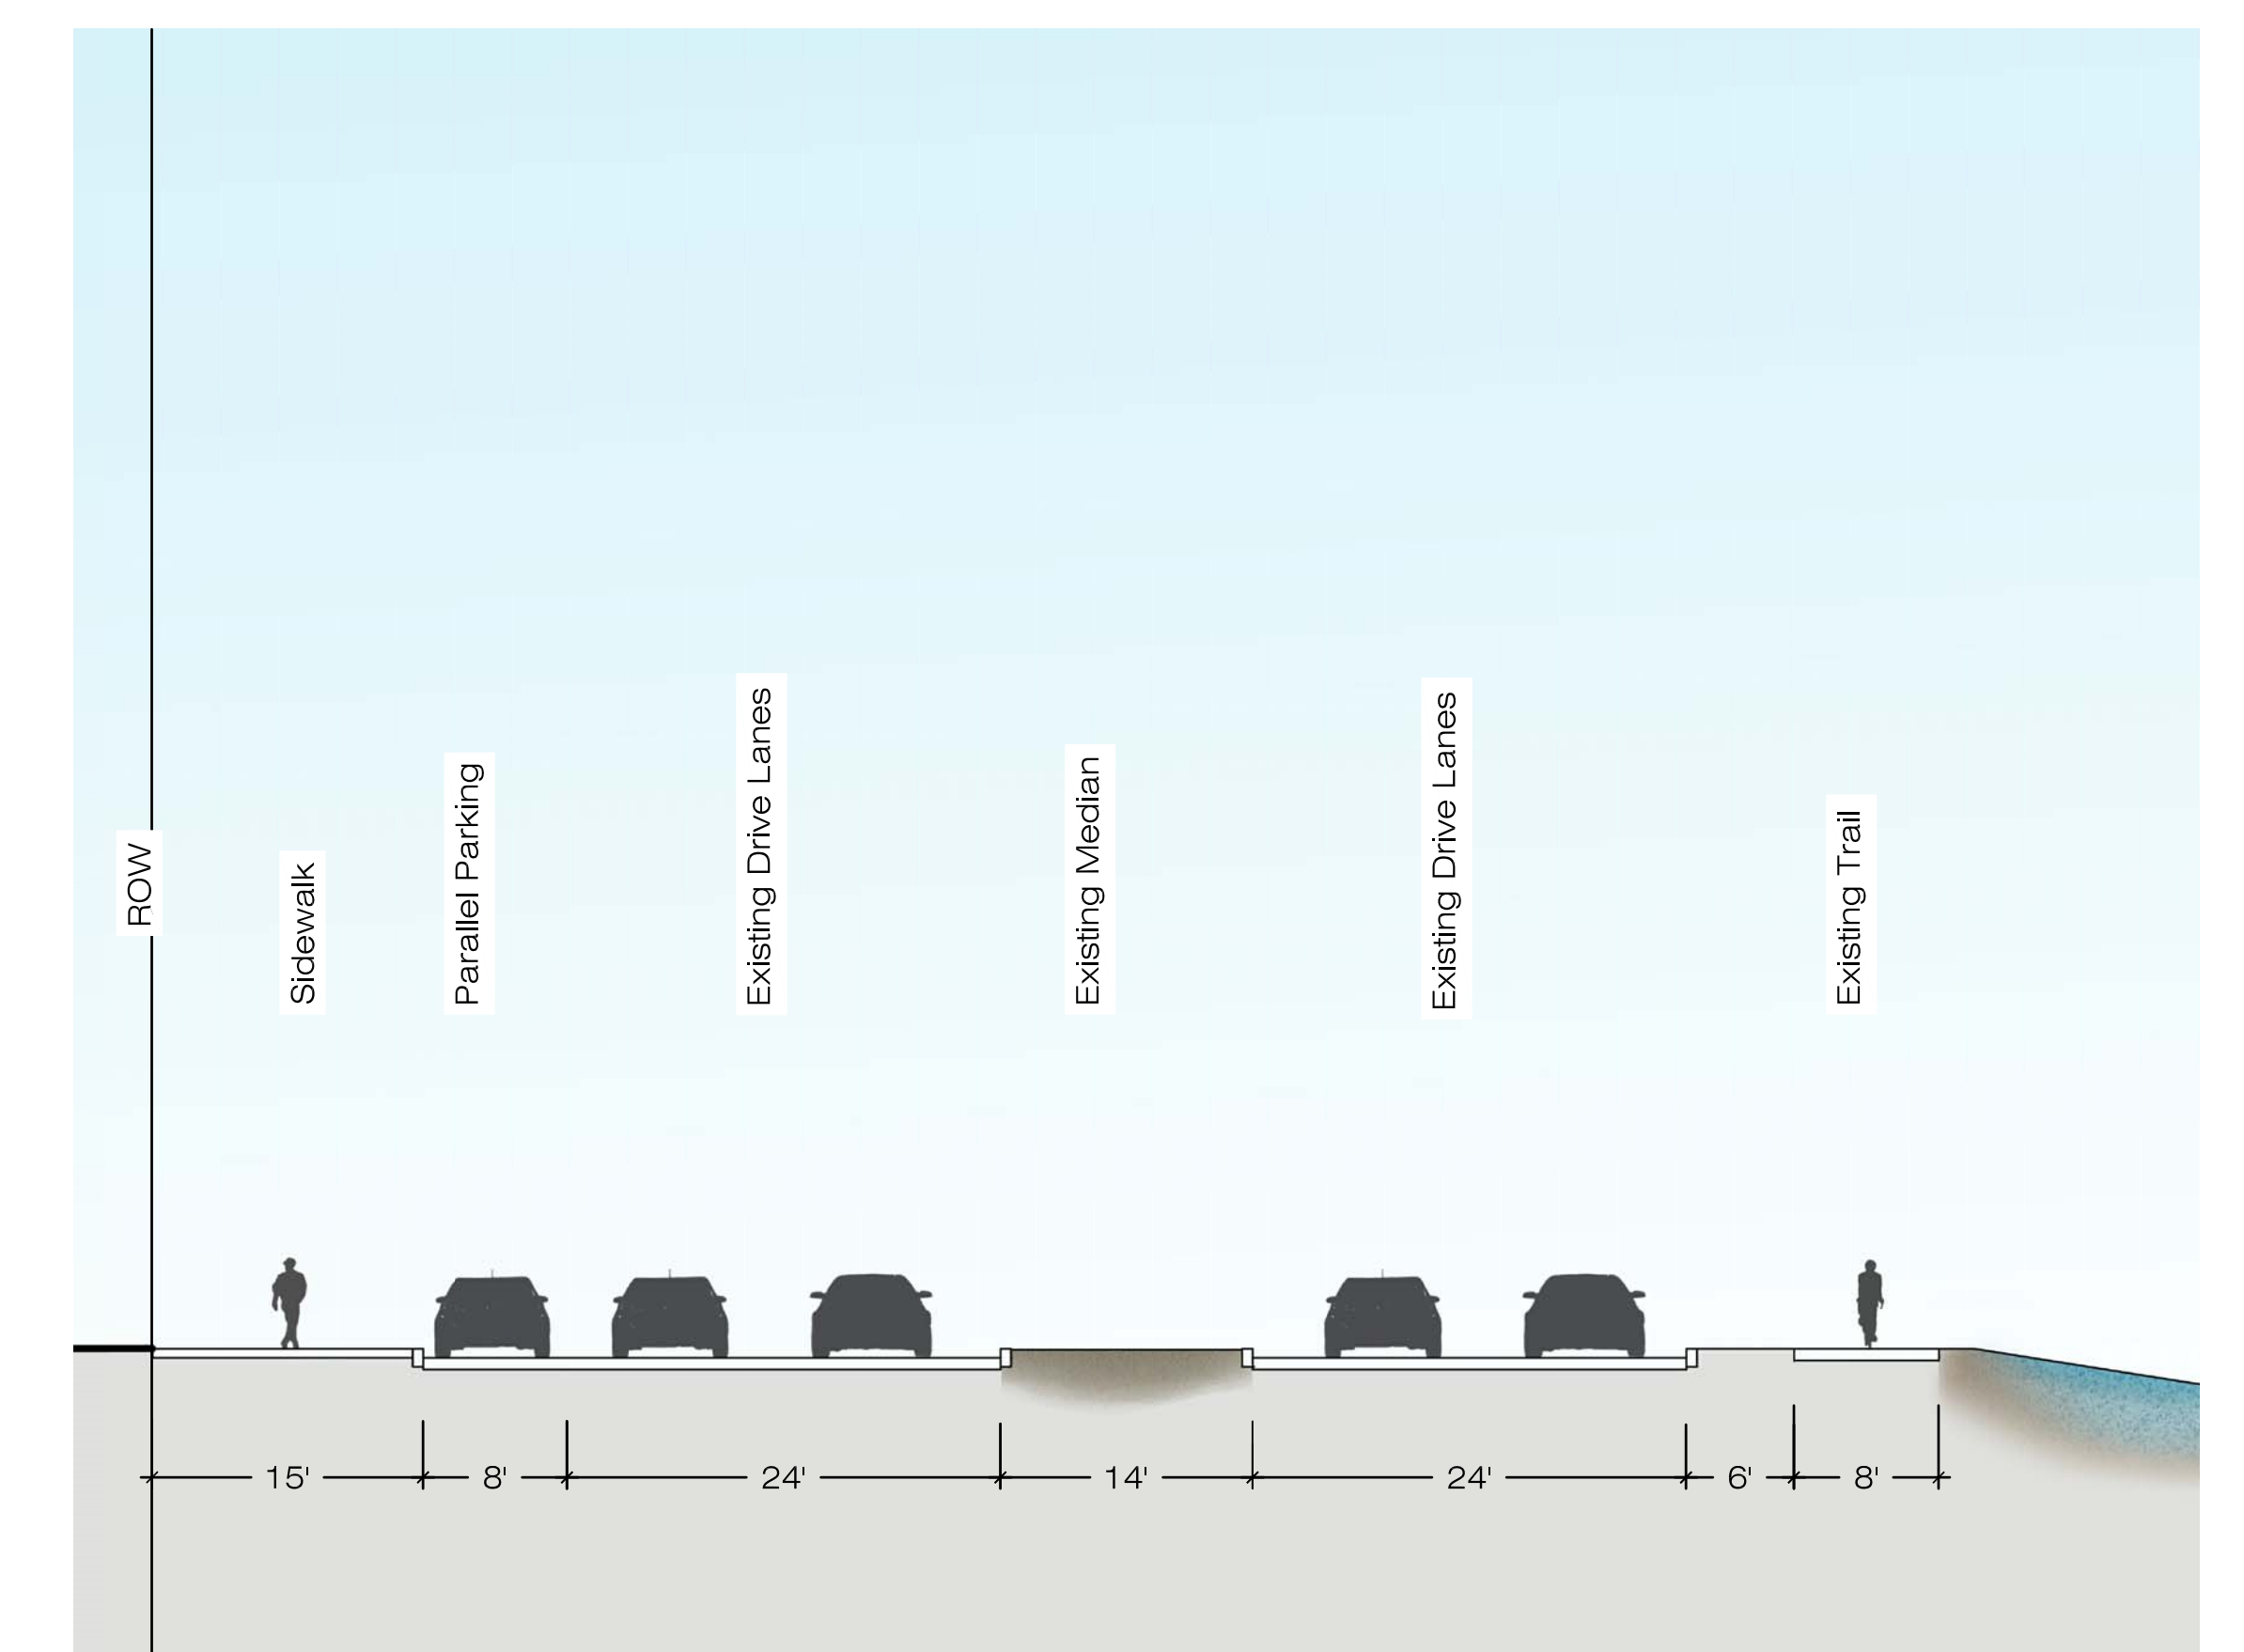 ROW
Sidewalk
Parallel Parking
Existing Drive Lanes
Existing Median
Existing Drive Lanes
Existing Trail
15'
8'
24'
14'
24'
6'
8'